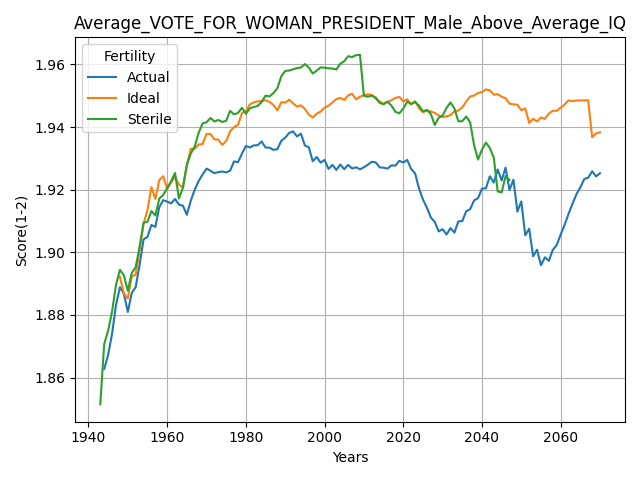 Average_VOTE_FOR_WOMAN_PRESIDENT_Male_Above_Average_IQ
Fertility
Actual
Ideal
Sterile
Score(1-2)
1.96
1.94
1.92
1.90
1.88
1.86
1940 1960 1980 2000 2020 2040 2060
Years